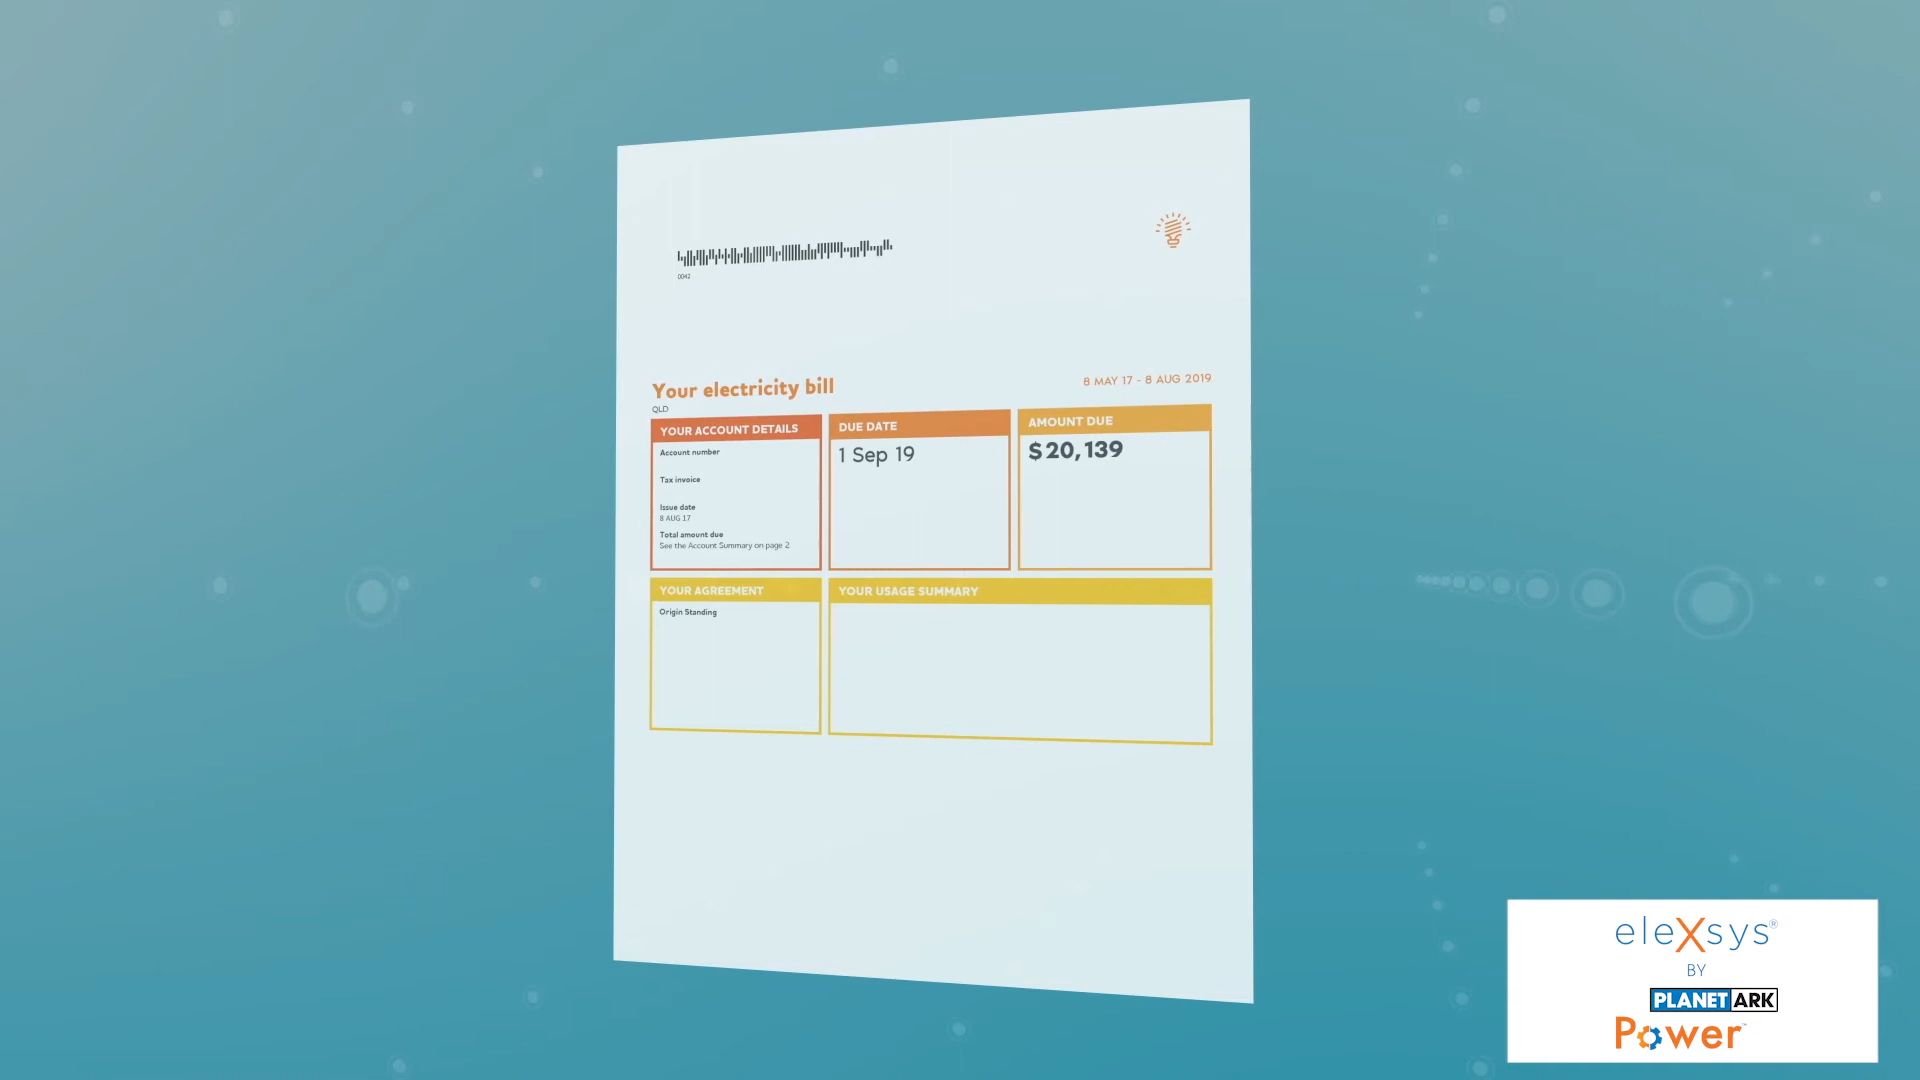 0042
Your electricity bill
8 MAY 17 - 8 AUG 2019
QLD
YOUR ACCOUNT DETAILS
Account number
Tax invoice
Issue date
8 AUG 17
Total amount due
See the Account Summary on page 2
DUE DATE
1 Sep 19
AMOUNT DUE
$20,139
YOUR AGREEMENT
Origin Standing
YOUR USAGE SUMMARY
eleXsys®
BY
PLANET ARK
Power™